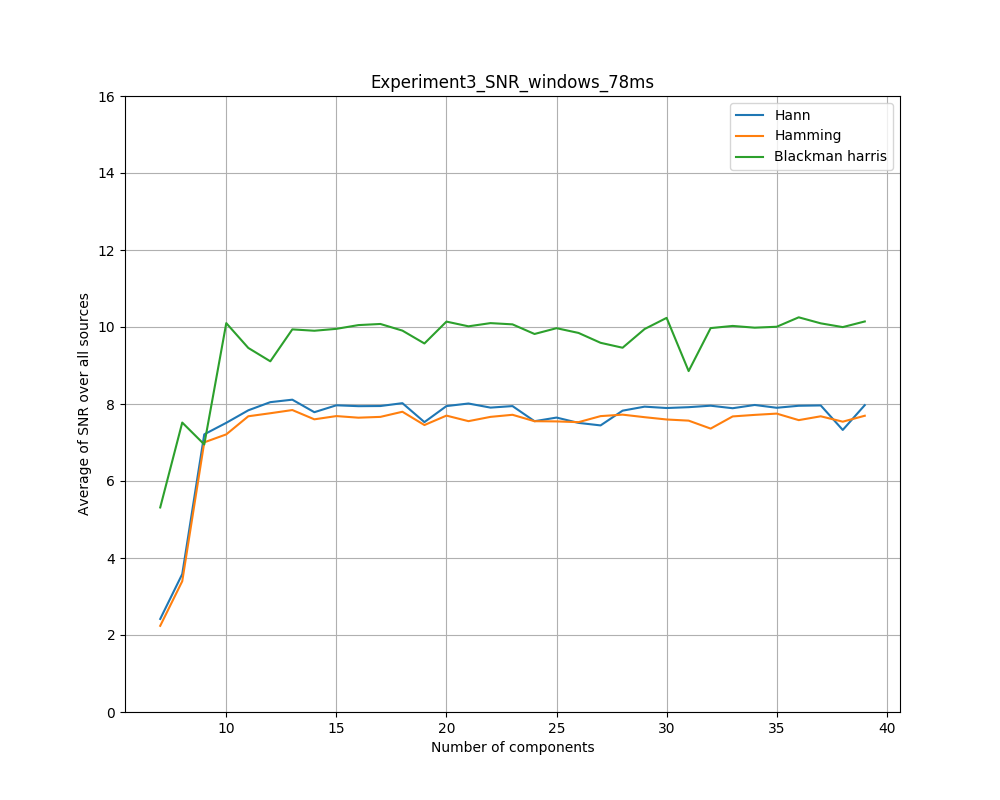 Experiment3_SNR_windows_78ms
Hann
Hamming
Blackman harris
Average of SNR over all sources
16
14
12
10
8
6
4
2
0
10 15 20 25 30 35 40
Number of components